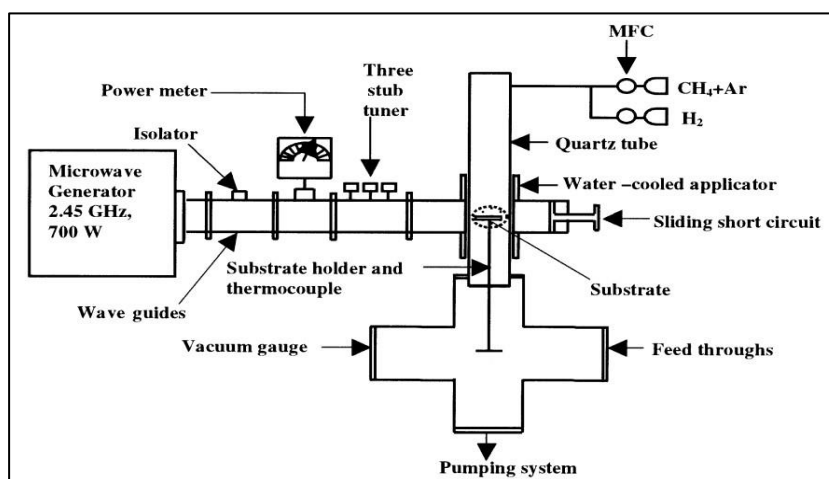 MFC
Three
stub
tuner
Power meter
CH₄+Ar
H₂
Isolator
Quartz tube
Microwave
Generator
2.45 GHz,
700 W
Water –cooled applicator
Sliding short circuit
Substrate holder and
thermocouple
Substrate
Wave guides
Vacuum gauge
Feed throughs
Pumping system